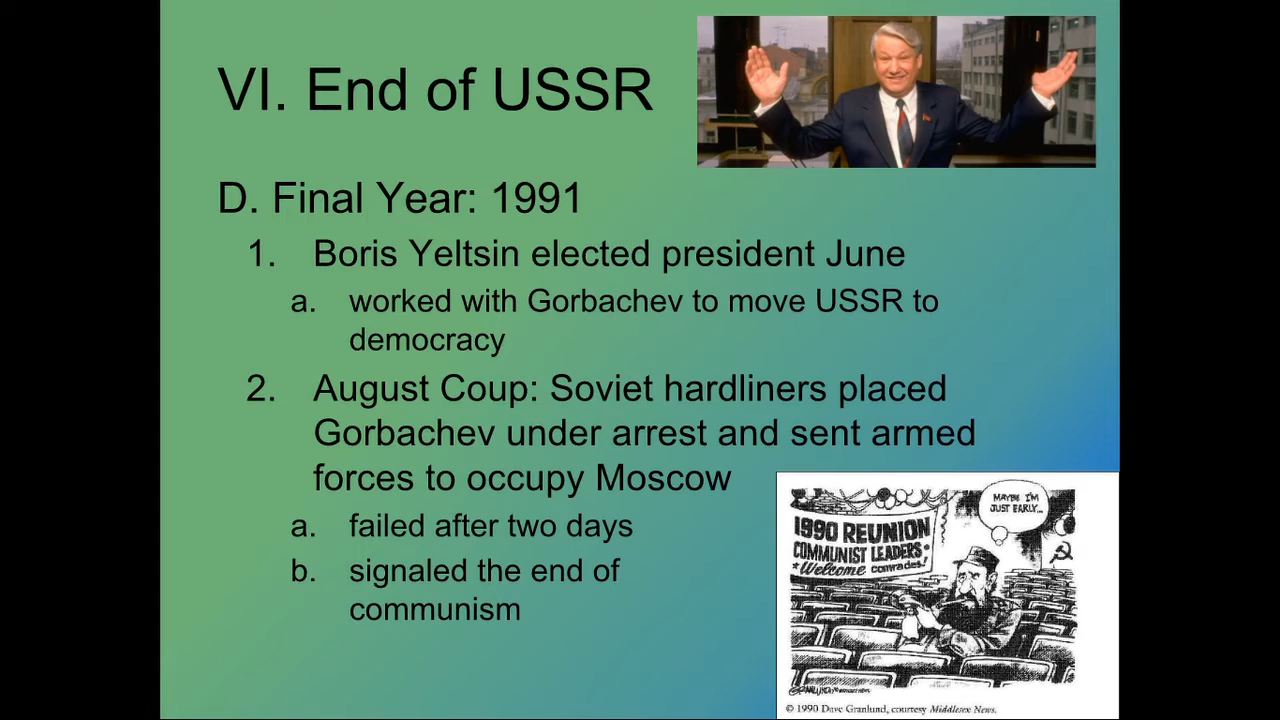 VI. End of USSR
D. Final Year: 1991
1. Boris Yeltsin elected president June
a. worked with Gorbachev to move USSR to
democracy
2. August Coup: Soviet hardliners placed
Gorbachev under arrest and sent armed
forces to occupy Moscow
a. failed after two days
b. signaled the end of
communism
MAYBE I'M
JUST EARLY...
1990 REUNION
COMMUNIST LEADERS
*Welcome comrades!
© 1990 Dave Granlund, courtesy Middlesex News.